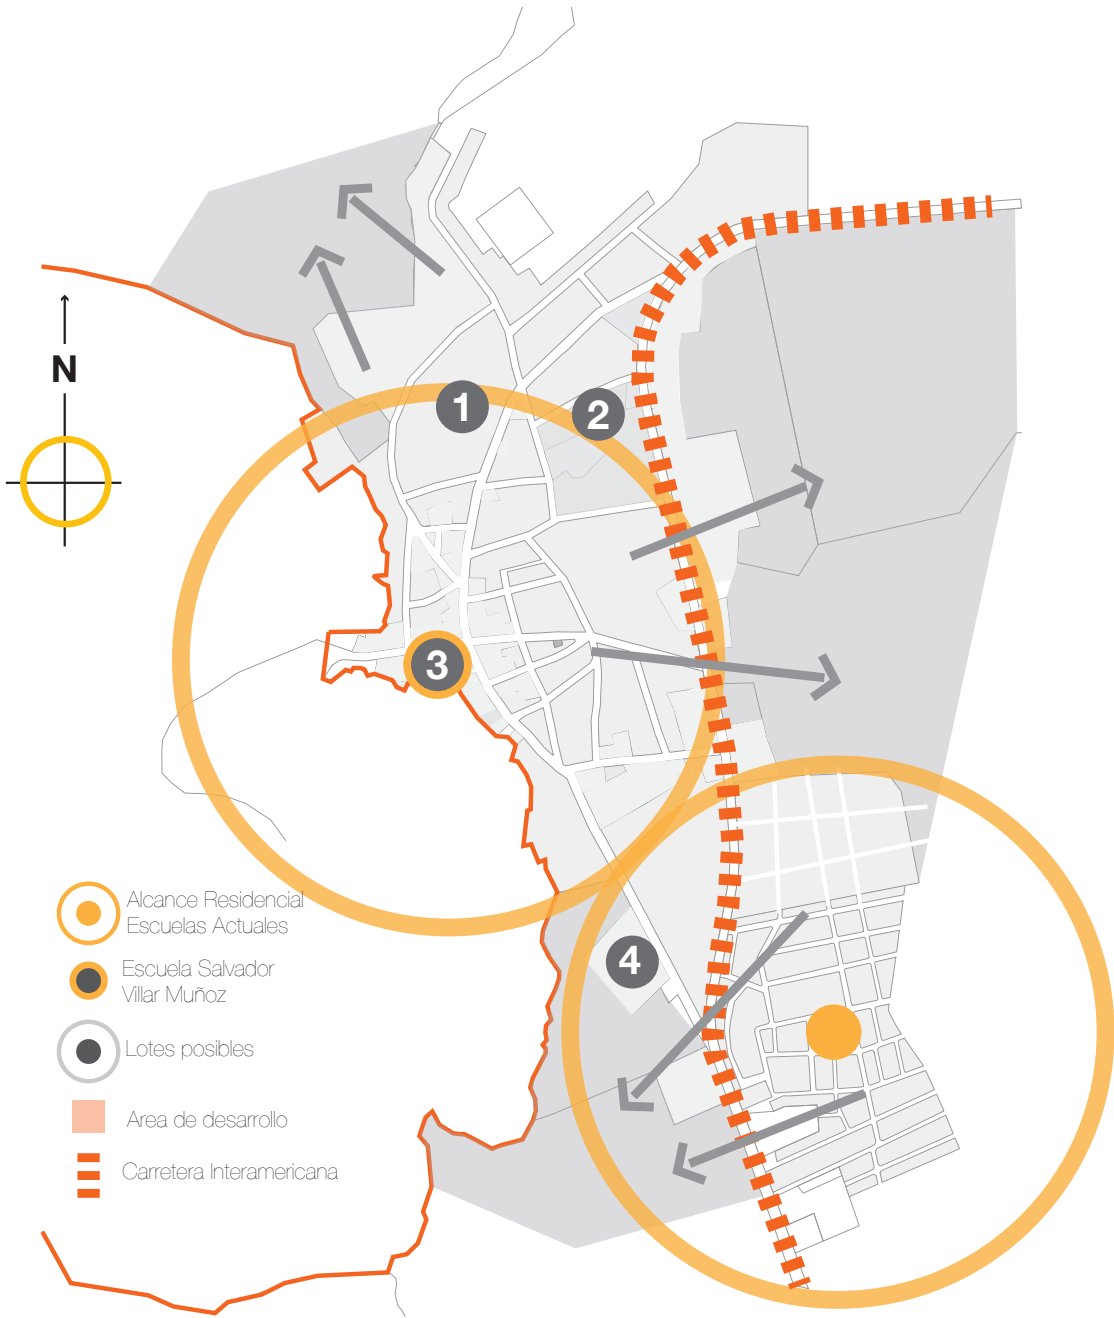 N
1
2
3
4
Alcance Residencial
Escuelas Actuales
Escuela Salvador
Villar Muñoz
Lotes posibles
Area de desarrollo
Carretera Interamericana